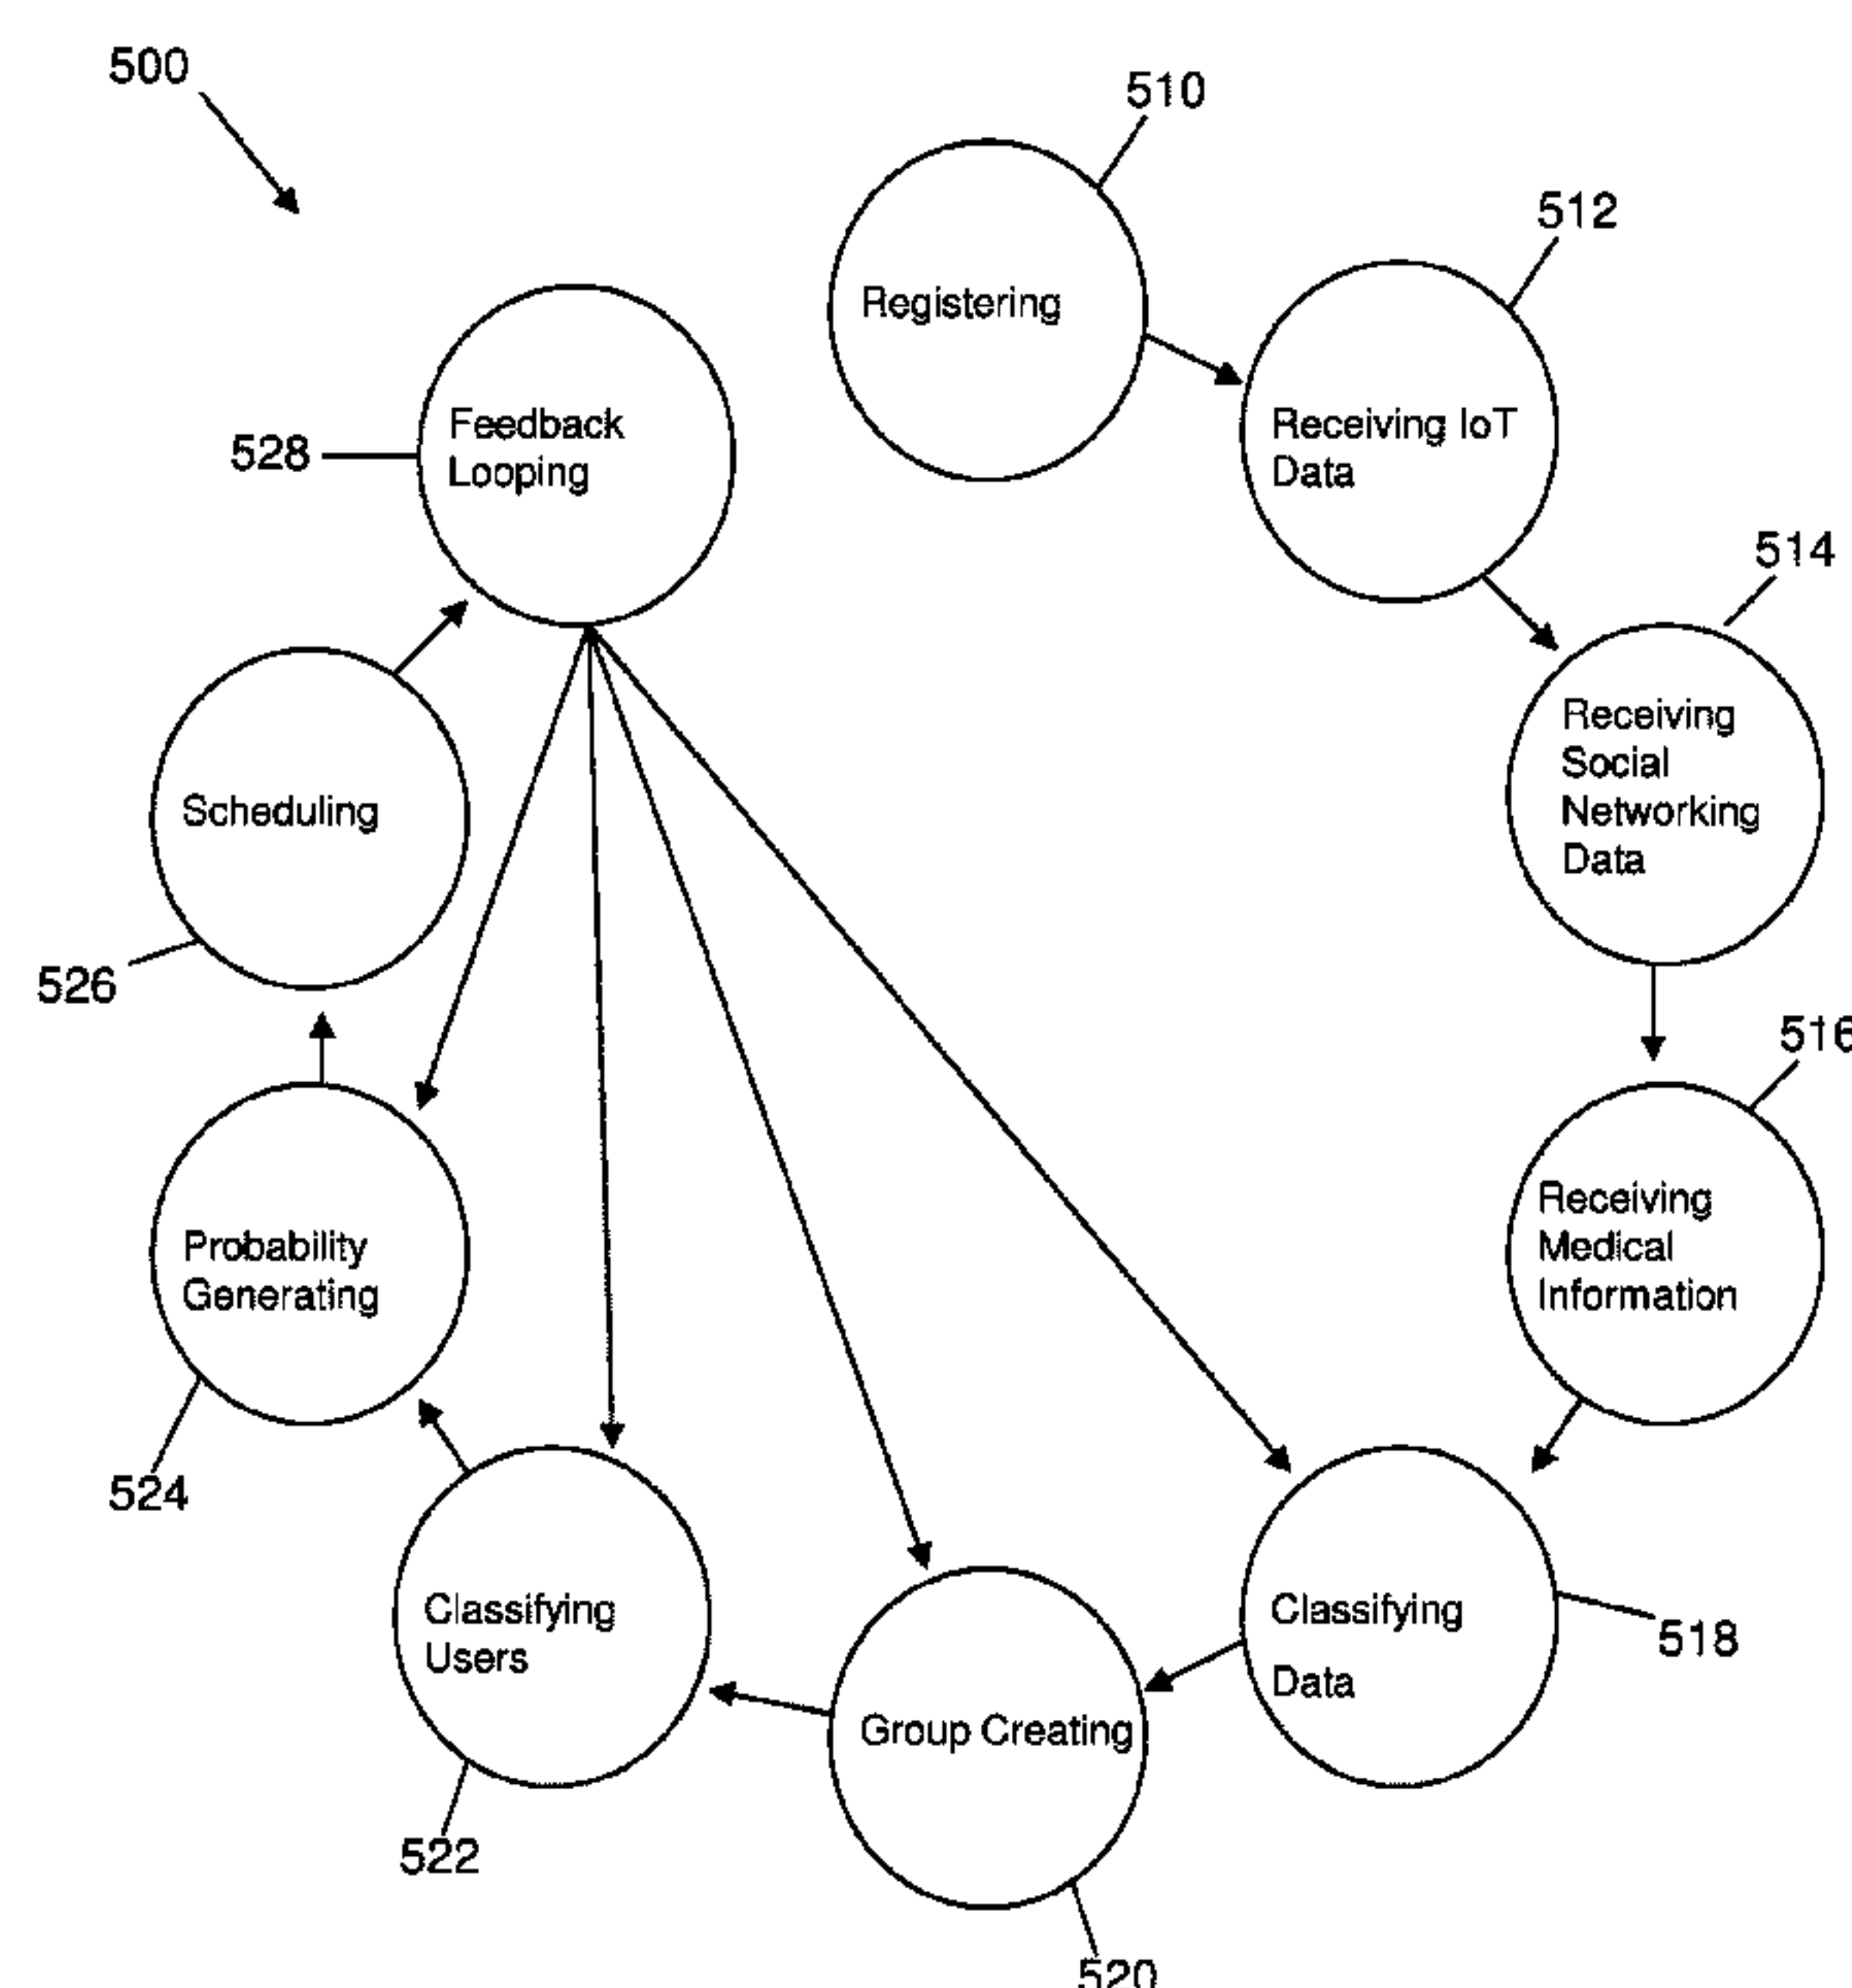 500
510
Registering
512
Receiving IoT
Data
514
Receiving
Social
Networking
Data
516
Receiving
Medical
Information
Classifying
Data
518
Group Creating
520
Classifying
Users
522
Probability
Generating
524
Scheduling
526
Feedback
Looping
528